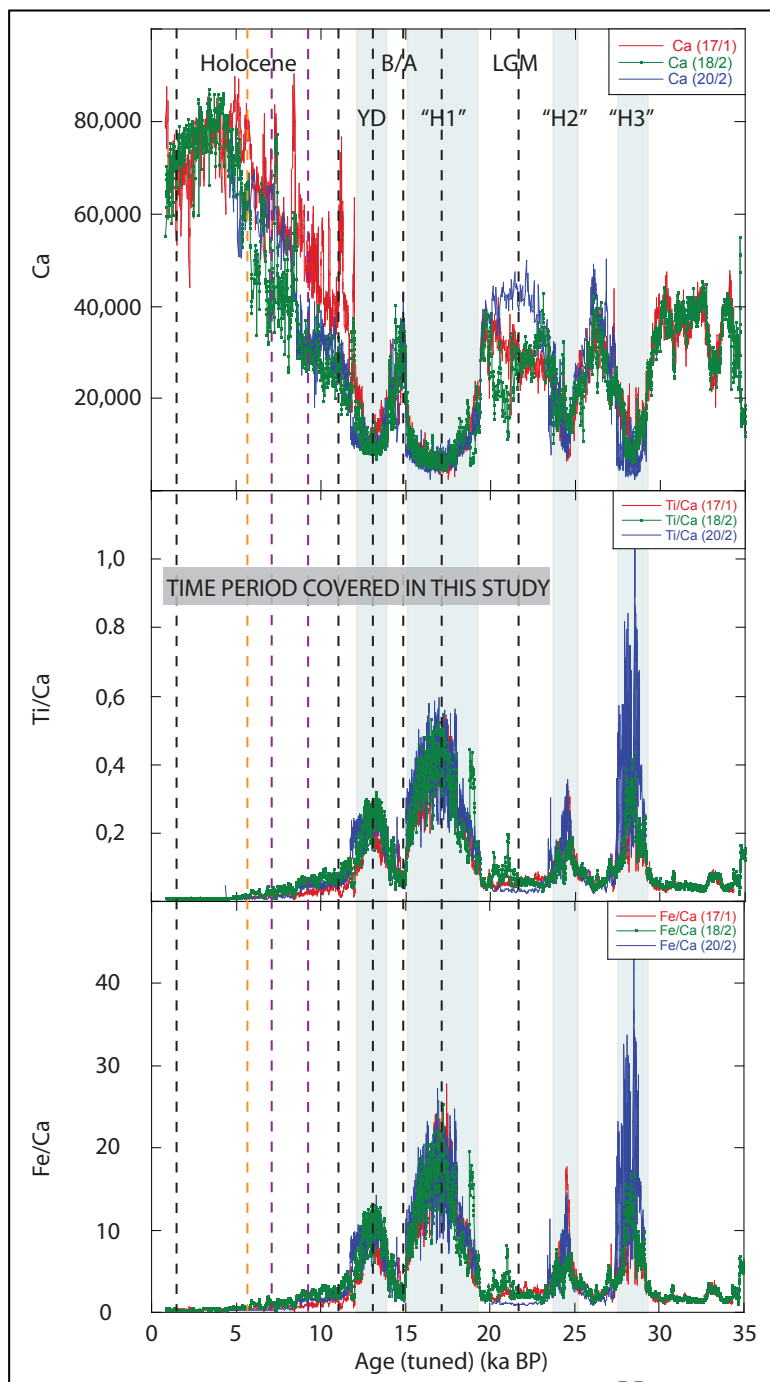 Holocene B/A LGM
Ca (17/1)
Ca (18/2)
Ca (20/2)
YD "H1" "H2" "H3"
80,000
60,000
40,000
20,000
Ca
Ti/Ca (17/1)
Ti/Ca (18/2)
Ti/Ca (20/2)
1,0
TIME PERIOD COVERED IN THIS STUDY
0,8
0,6
0,4
0,2
Ti/Ca
Fe/Ca (17/1)
Fe/Ca (18/2)
Fe/Ca (20/2)
40
30
20
10
0
Fe/Ca
0 5 10 15 20 25 30 35
Age (tuned) (ka BP)